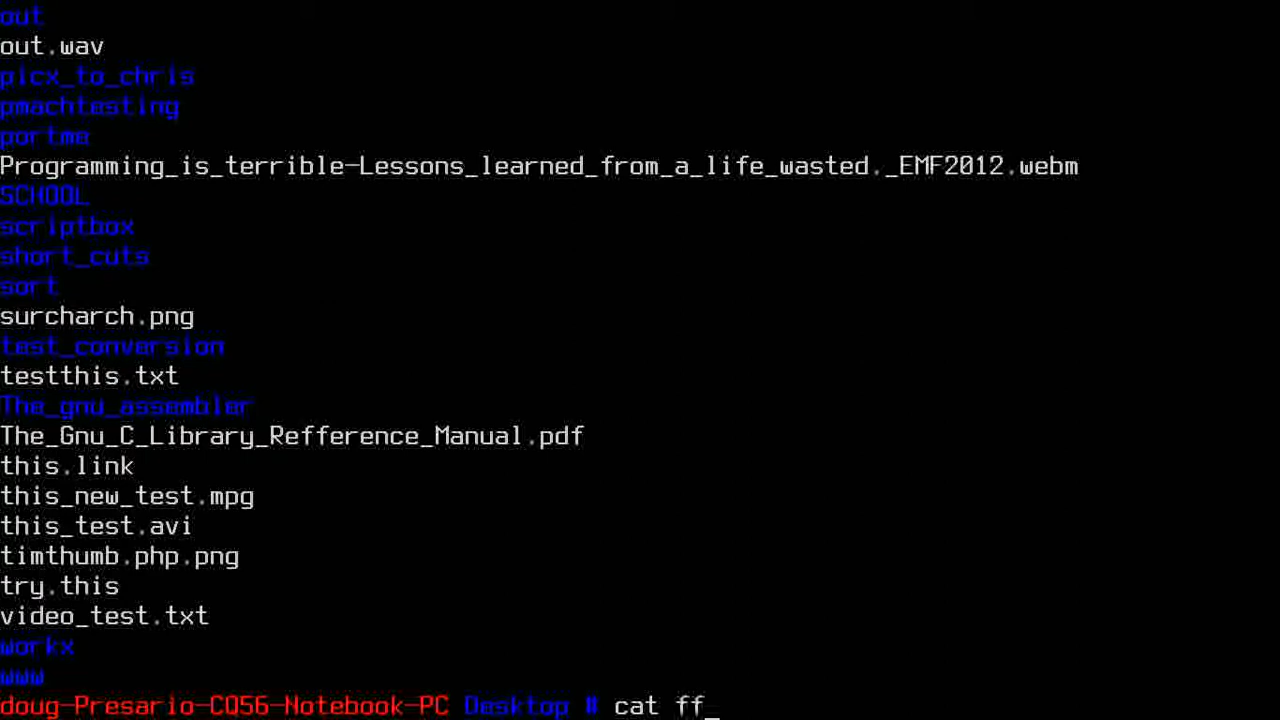 out
out.wav
picx_to_chris
pmachtesting
portme
Programming_is_terrible-Lessons_learned_from_a_life_wasted._EMF2012.webm
SCHOOL
scriptbox
short_cuts
sort
surcharch.png
test_conversion
testthis.txt
The_gnu_assembler
The_Gnu_C_Library_Refference_Manual.pdf
this.link
this_new_test.mpg
this_test.avi
timthumb.php.png
try.this
video_test.txt
workx
www
doug-Presario-CQ56-Notebook-PC Desktop # cat ff_